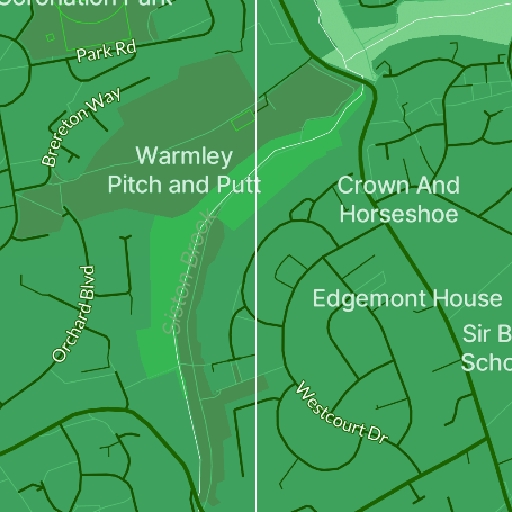 Coronation Park
Park Rd
Brereton Way
Warmley
Pitch and Putt
Crown And
Horseshoe
Siston Brook
Orchard Blvd
Edgemont House
Sir B
Scho
Westcourt Dr